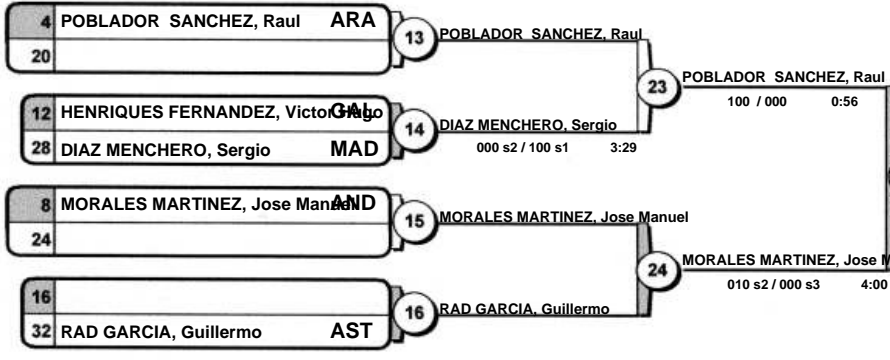 4 POBLADOR SANCHEZ, Raul ARA
20
13 POBLADOR SANCHEZ, Raul
12 HENRIQUES FERNANDEZ, Victor Hugo GAL
28 DIAZ MENCHERO, Sergio MAD
14 DIAZ MENCHERO, Sergio
000 s2 / 100 s1 3:29
23 POBLADOR SANCHEZ, Raul
100 / 000 0:56
8 MORALES MARTINEZ, Jose Manuel AND
24
15 MORALES MARTINEZ, Jose Manuel
16
32 RAD GARCIA, Guillermo AST
16 RAD GARCIA, Guillermo
24 MORALES MARTINEZ, Jose M
010 s2 / 000 s3 4:00